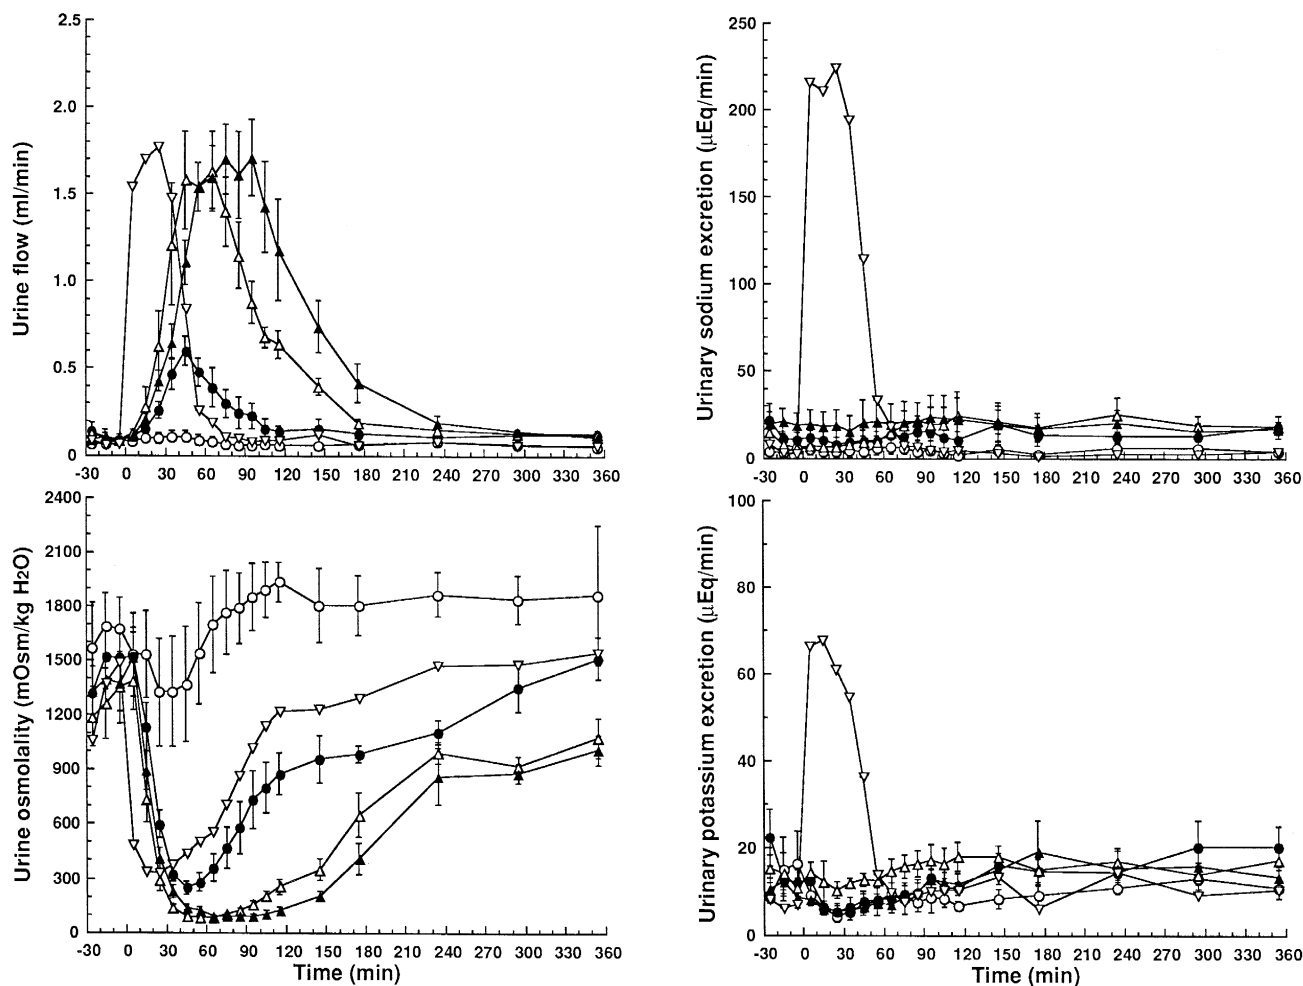 Urine flow (ml/min)
2.5
2.0
1.5
1.0
0.5
0
-30 0 30 60 90 120 150 180 210 240 270 300 330 360
Urinary sodium excretion (μEq/min)
250
200
150
100
50
0
-30 0 30 60 90 120 150 180 210 240 270 300 330 360
Urine osmolality (mOsm/kg H2O)
2400
2100
1800
1500
1200
900
600
300
0
-30 0 30 60 90 120 150 180 210 240 270 300 330 360
Time (min)
Urinary potassium excretion (μEq/min)
100
80
60
40
20
0
-30 0 30 60 90 120 150 180 210 240 270 300 330 360
Time (min)